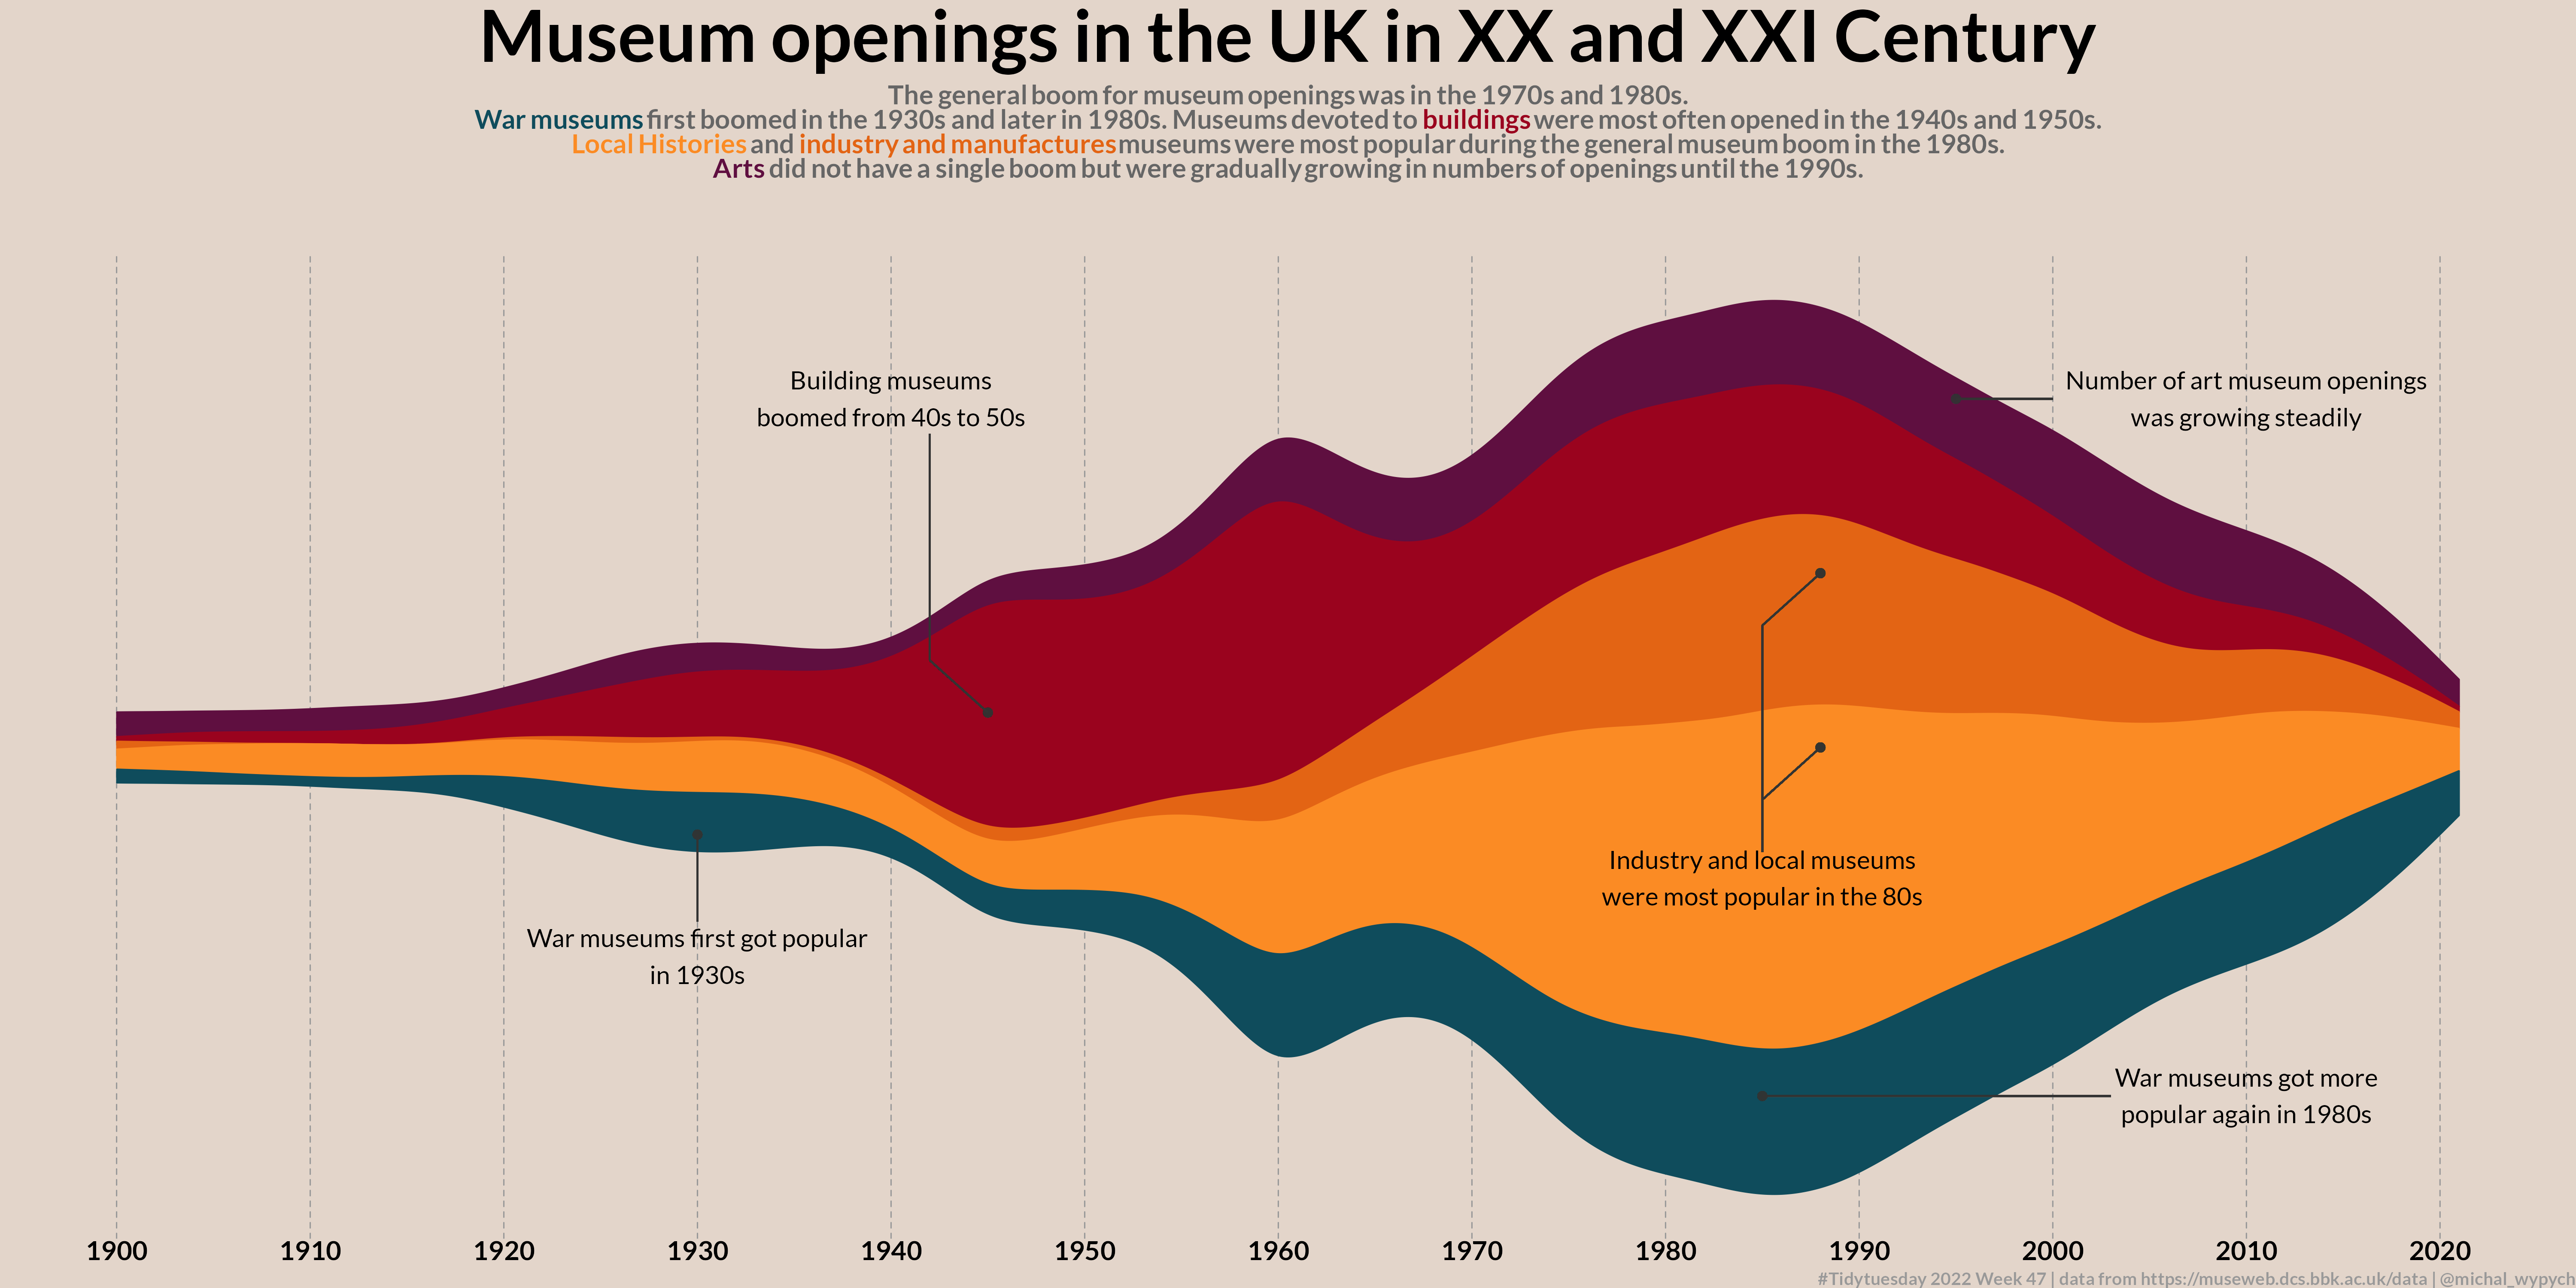 Museum openings in the UK in XX and XXI Century
The general boom for museum openings was in the 1970s and 1980s.
War museums first boomed in the 1930s and later in 1980s. Museums devoted to buildings were most often opened in the 1940s and 1950s.
Local Histories and industry and manufactures museums were most popular during the general museum boom in the 1980s.
Arts did not have a single boom but were gradually growing in numbers of openings until the 1990s.
Building museums
boomed from 40s to 50s
Number of art museum openings
was growing steadily
Industry and local museums
were most popular in the 80s
War museums first got popular
in 1930s
War museums got more
popular again in 1980s
1900 1910 1920 1930 1940 1950 1960 1970 1980 1990 2000 2010 2020
#Tidytuesday 2022 Week 47 | data from https://museweb.dcs.bbk.ac.uk/data | @michal_wypych